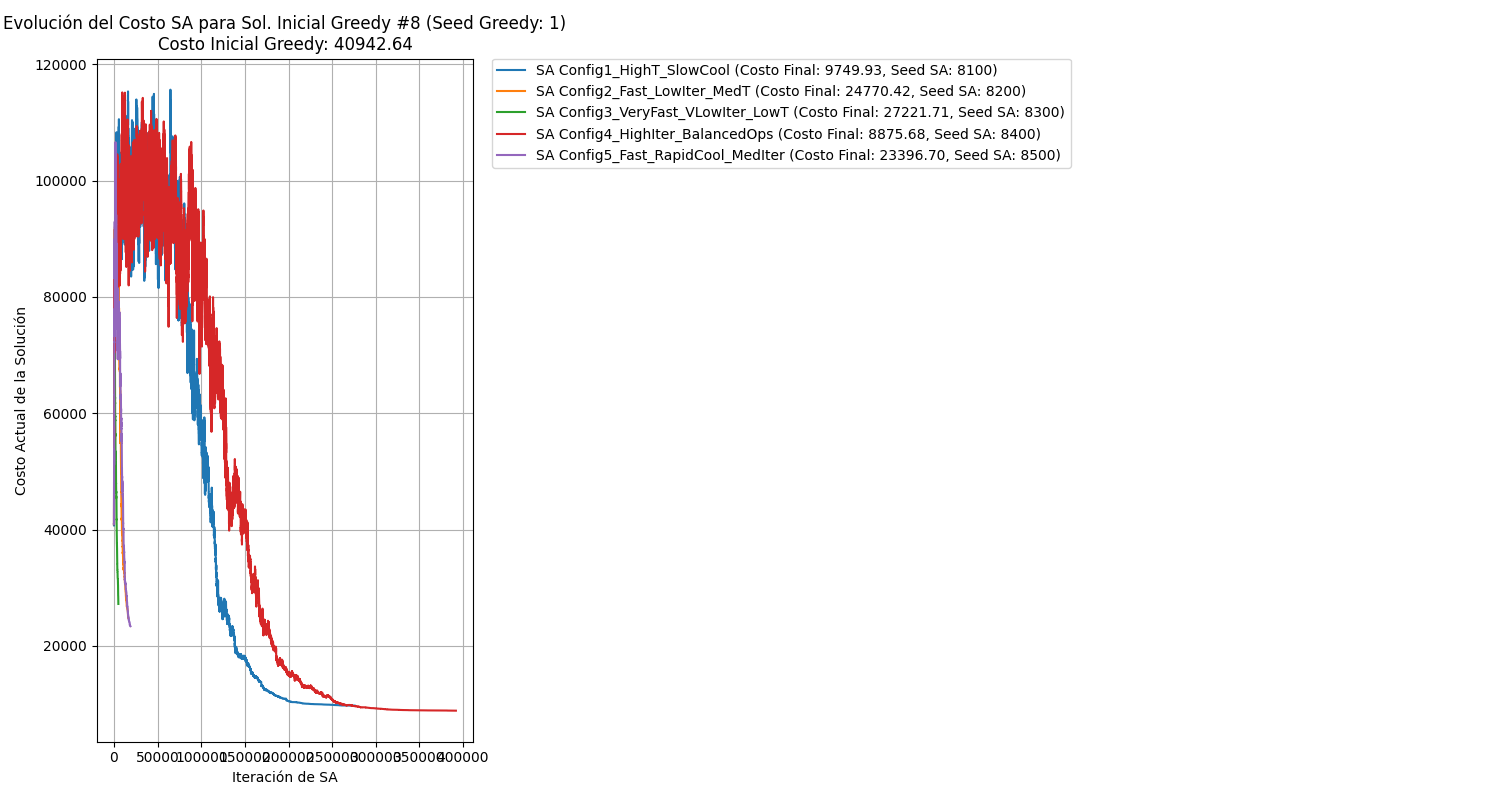 Evolución del Costo SA para Sol. Inicial Greedy #8 (Seed Greedy: 1)
Costo Inicial Greedy: 40942.64
SA Config1_HighT_SlowCool (Costo Final: 9749.93, Seed SA: 8100)
SA Config2_Fast_LowIter_MedT (Costo Final: 24770.42, Seed SA: 8200)
SA Config3_VeryFast_VLowIter_LowT (Costo Final: 27221.71, Seed SA: 8300)
SA Config4_HighIter_BalancedOps (Costo Final: 8875.68, Seed SA: 8400)
SA Config5_Fast_RapidCool_MedIter (Costo Final: 23396.70, Seed SA: 8500)
Costo Actual de la Solución
120000
100000
80000
60000
40000
20000
0 50000 100000 150000 200000 250000 300000 350000 400000
Iteración de SA